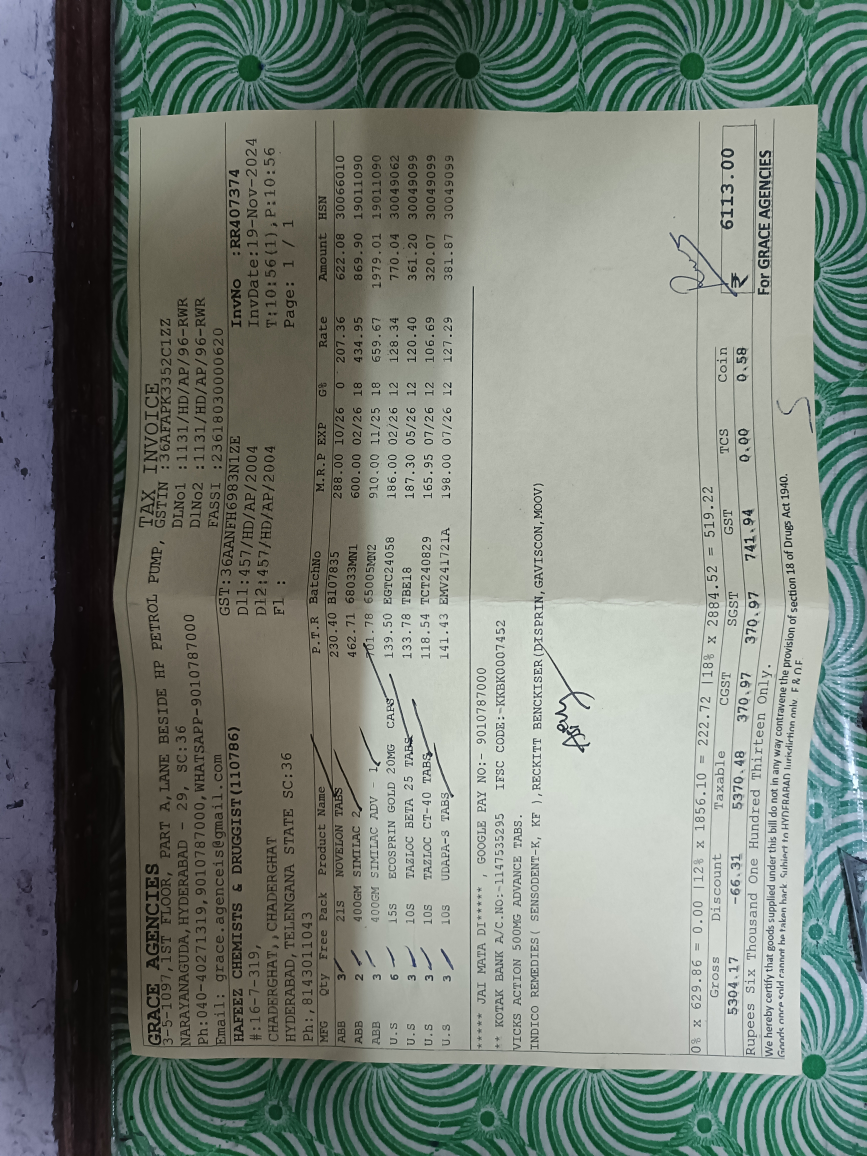 GRACE AGENCIES
3-5-1097,1ST FLOOR, PART A,LANE BESIDE HP PETROL PUMP,
NARAYANAGUDA,HYDERABAD - 29, SC:36
Ph:040-40271319,9010787000,WHATSAPP-9010787000
Email: grace.agenceis@gmail.com
TAX INVOICE
GSTIN :36AFAPK3352C1ZZ
DLNo1 :1131/HD/AP/96-RWR
DlNo2 :1131/HD/AP/96-RWR
FASSI :23618030000620
HAFEEZ CHEMISTS & DRUGGIST(110786)
#:16-7-319,
CHADERGHAT,,CHADERGHAT
HYDERABAD,TELENGANA STATE SC:36
Ph:,8143011043
GST:36AANFH6983N1ZE
Dl1:457/HD/AP/2004
Dl2:457/HD/AP/2004
Fl :
InvNo :RR407374
InvDate:19-Nov-2024
T:10:56(1),P:10:56
Page: 1 / 1
MFG Qty Free Pack Product Name P.T.R BatchNo M.R.P EXP G% Rate Amount HSN
ABB 3 21S NOVELON TABS 230.40 B107835 288.00 10/26 0 207.36 622.08 30066010
ABB 2 400GM SIMILAC 2 462.71 68033MN1 600.00 02/26 18 434.95 869.90 19011090
ABB 3 400GM SIMILAC ADV - 1 701.78 65005MN2 910.00 11/25 18 659.67 1979.01 19011090
U.S 6 15S ECOSPRIN GOLD 20MG CAPS 139.50 EGTC24058 186.00 02/26 12 128.34 770.04 30049062
U.S 3 10S TAZLOC BETA 25 TABS 133.78 TBE18 187.30 05/26 12 120.40 361.20 30049099
U.S 3 10S TAZLOC CT-40 TABS 118.54 TCT240829 165.95 07/26 12 106.69 320.07 30049099
U.S 3 10S UDAPA-S TABS 141.43 EMV241721A 198.00 07/26 12 127.29 381.87 30049099
***** JAI MATA DI***** , GOOGLE PAY NO:- 9010787000
** KOTAK BANK A/C.NO:-1147535295 IFSC CODE:-KKBK0007452
VICKS ACTION 500MG ADVANCE TABS.
INDICO REMEDIES( SENSODENT-K, KF ),RECKITT BENCKISER(DISPRIN,GAVISCON,MOOV)
0% x 629.86 = 0.00 |12% x 1856.10 = 222.72 |18% x 2884.52 = 519.22
Gross Discount Taxable CGST SGST GST TCS Coin
5304.17 -66.31 5370.48 370.97 370.97 741.94 0.00 0.58
₹ 6113.00
Rupees Six Thousand One Hundred Thirteen Only.
For GRACE AGENCIES
We hereby certify that goods supplied under this bill do not in any way contravene the provision of section 18 of Drugs Act 1940.
Goods once sold cannot be taken back. Subject to HYDERABAD Jurisdiction only. E & O.E